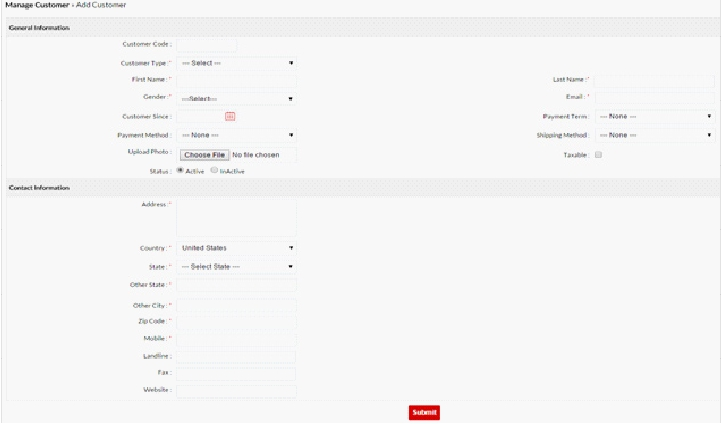 Manage Customer › Add Customer
General Information
Customer Code :
Customer Type :* --- Select ---
First Name :* Last Name :*
Gender :* ---Select--- Email :*
Customer Since : Payment Term : --- None ---
Payment Method : --- None --- Shipping Method : --- None ---
Upload Photo : Choose File No file chosen Taxable :
Status : Active InActive
Contact Information
Address :*
Country :* United States
State :* --- Select State ---
Other State :*
Other City :*
Zip Code :*
Mobile :*
Landline :
Fax :
Website :
Submit